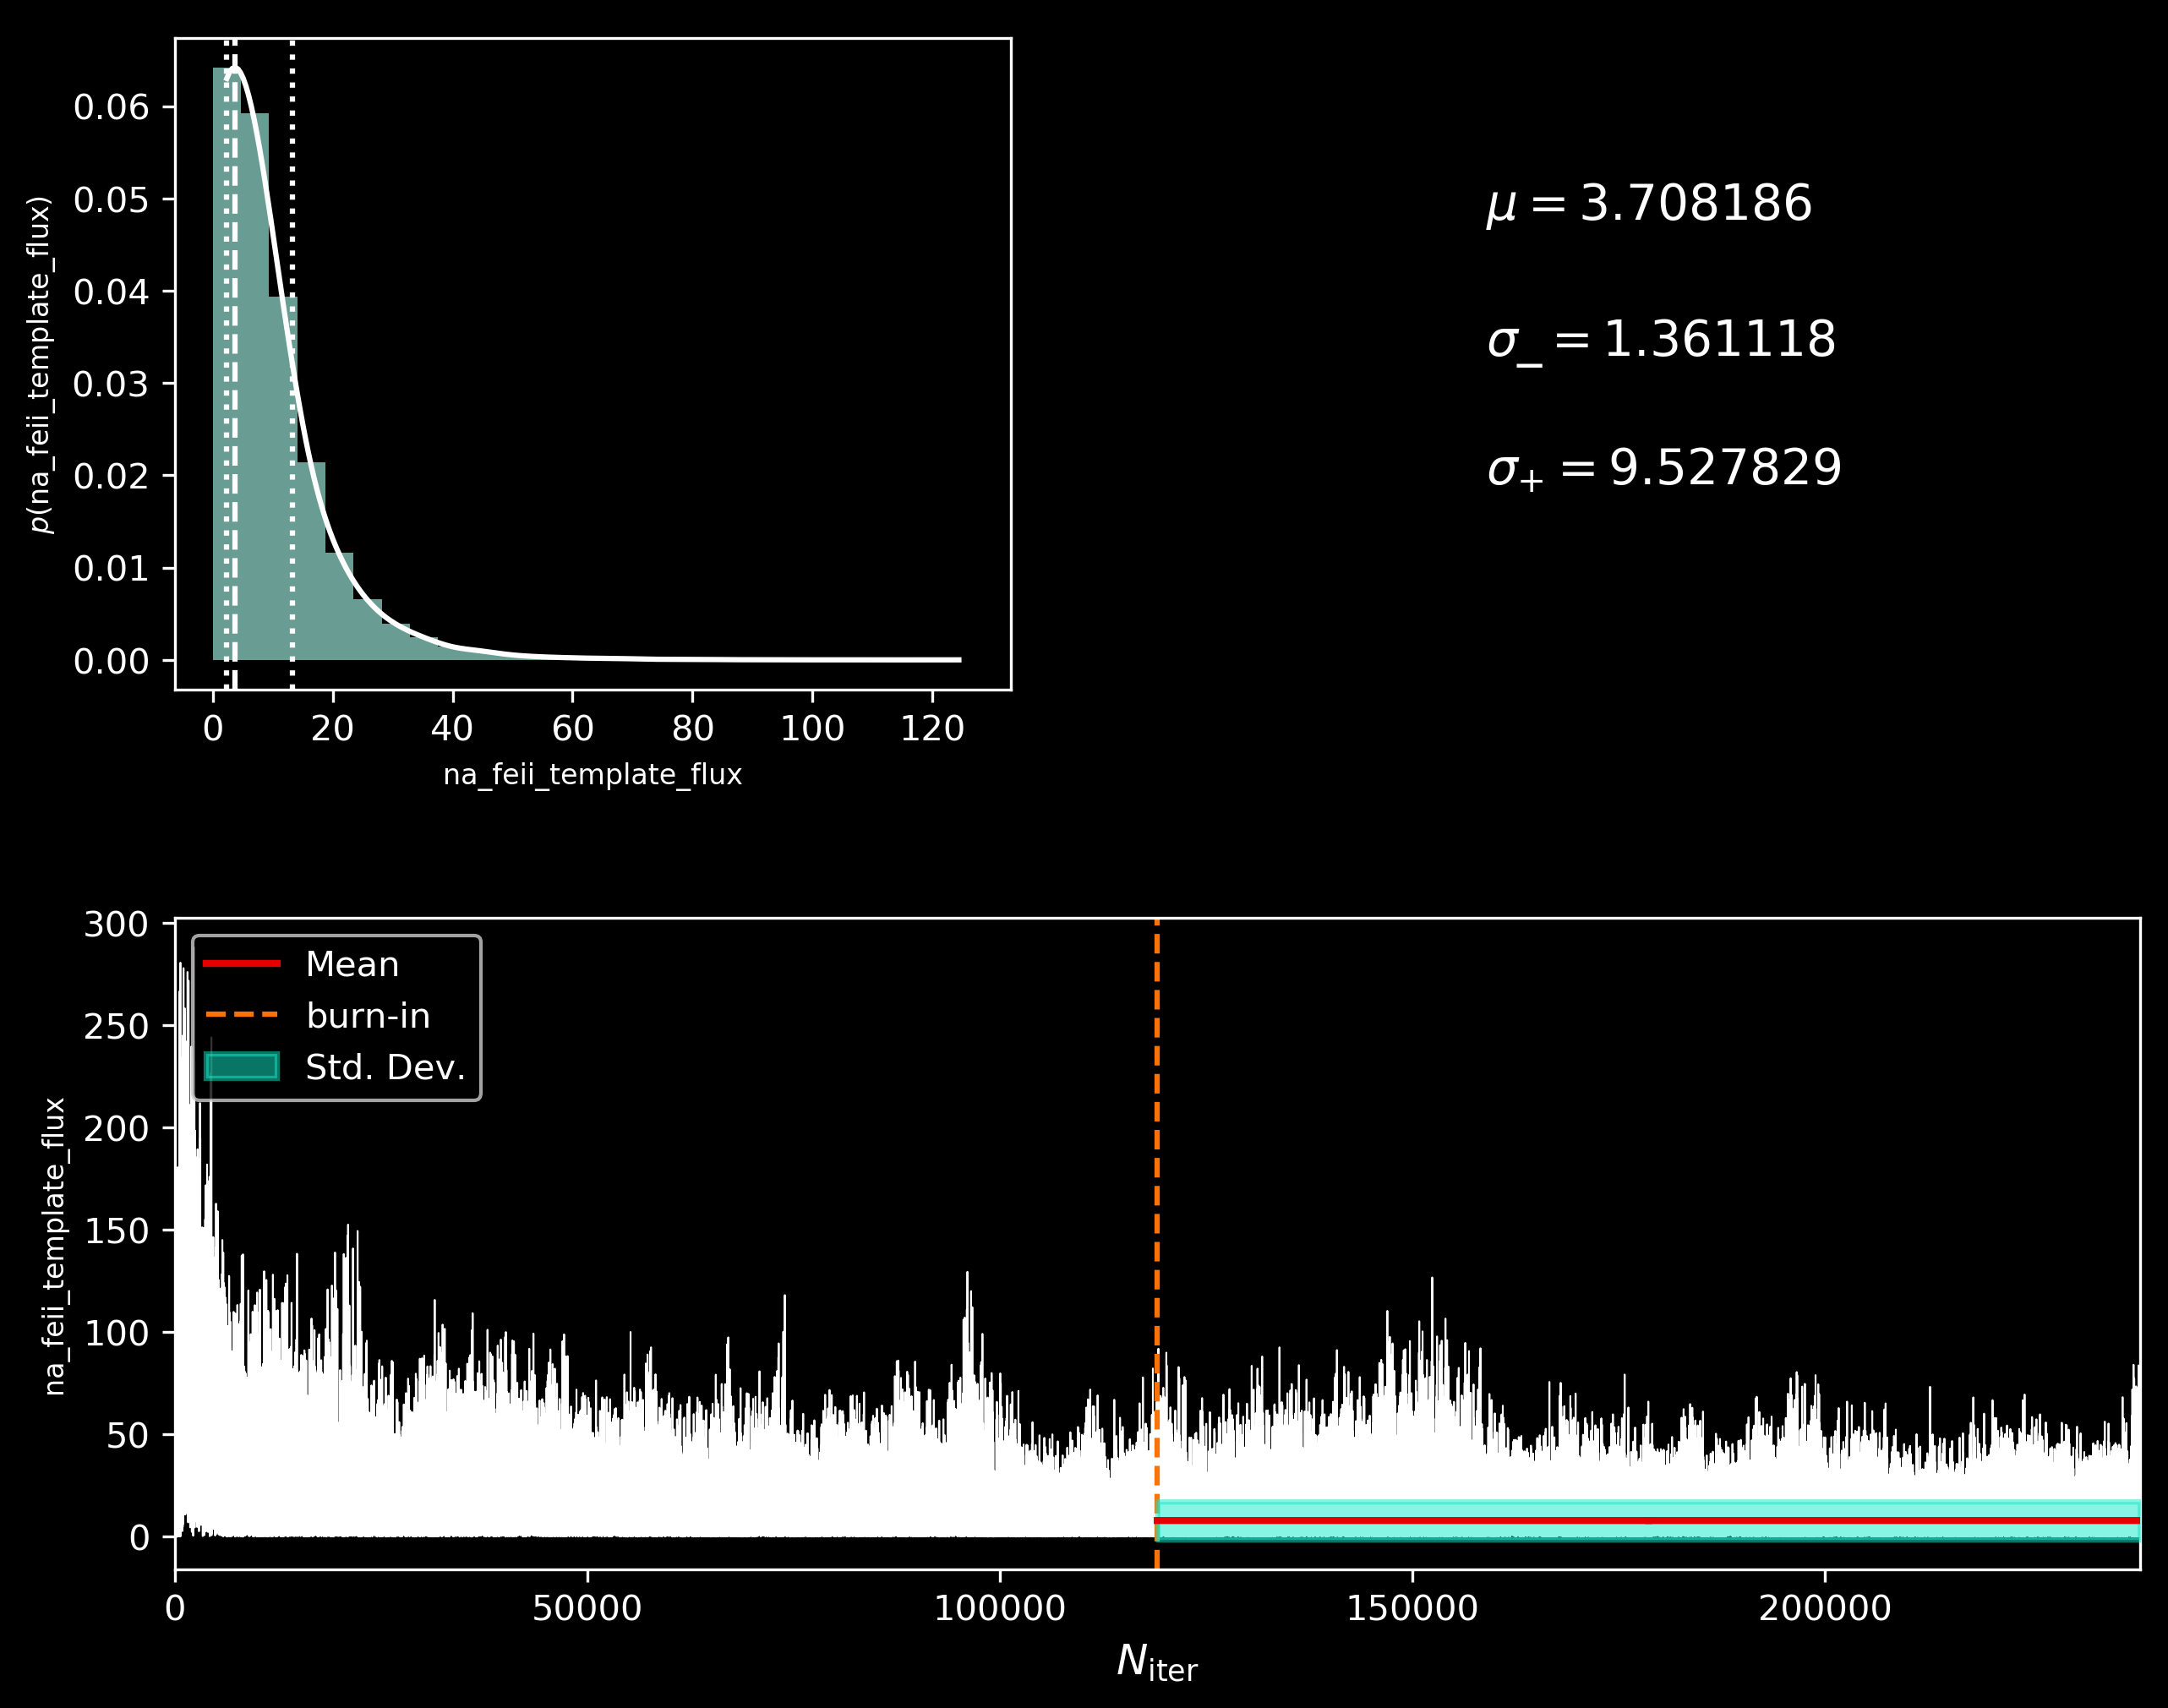 0.06
0.05
0.04
0.03
0.02
0.01
0.00
p(na_feii_template_flux)
0 20 40 60 80 100 120
na_feii_template_flux
μ = 3.708186
σ₋ = 1.361118
σ₊ = 9.527829
300
250
200
150
100
50
0
na_feii_template_flux
Mean
burn-in
Std. Dev.
0 50000 100000 150000 200000
N_iter